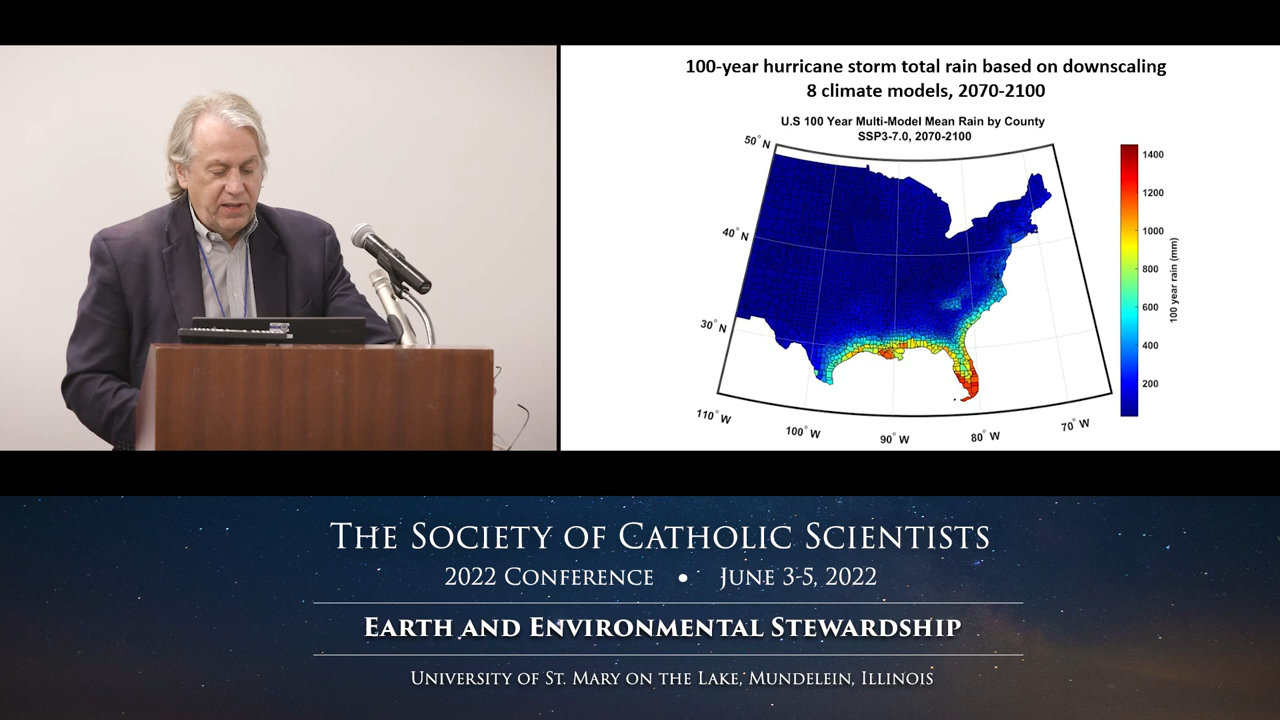 100-year hurricane storm total rain based on downscaling
8 climate models, 2070-2100
U.S 100 Year Multi-Model Mean Rain by County
SSP3-7.0, 2070-2100
50° N
40° N
30° N
110° W
100° W
90° W
80° W
70° W
1400
1200
1000
800
600
400
200
100 year rain (mm)
THE SOCIETY OF CATHOLIC SCIENTISTS
2022 CONFERENCE • JUNE 3-5, 2022
EARTH AND ENVIRONMENTAL STEWARDSHIP
UNIVERSITY OF ST. MARY ON THE LAKE, MUNDELEIN, ILLINOIS